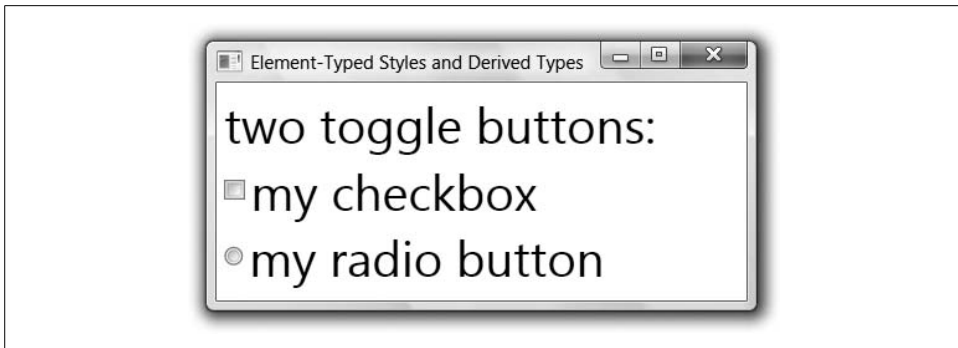 Element-Typed Styles and Derived Types
two toggle buttons:
my checkbox
my radio button